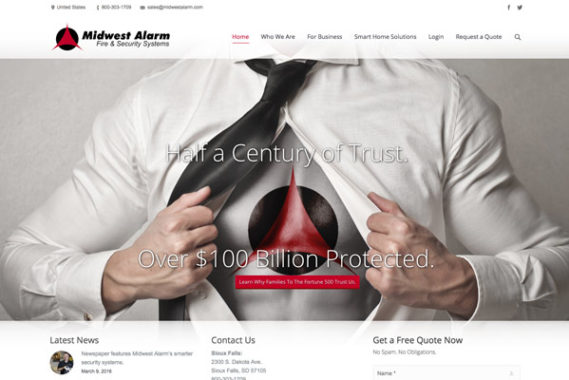 United States 800-303-1709 sales@midwestalarm.com
Midwest Alarm
Fire & Security Systems
Home Who We Are For Business Smart Home Solutions Login Request a Quote
Half a Century of Trust.
Over $100 Billion Protected.
Learn Why Families To The Fortune 500 Trust Us.
Latest News
Newspaper features Midwest Alarm's smarter
security systems.
March 9, 2016
Contact Us
Sioux Falls:
2300 S. Dakota Ave.
Sioux Falls, SD 57105
800-303-1709
Get a Free Quote Now
No Spam. No Obligations.
Name *